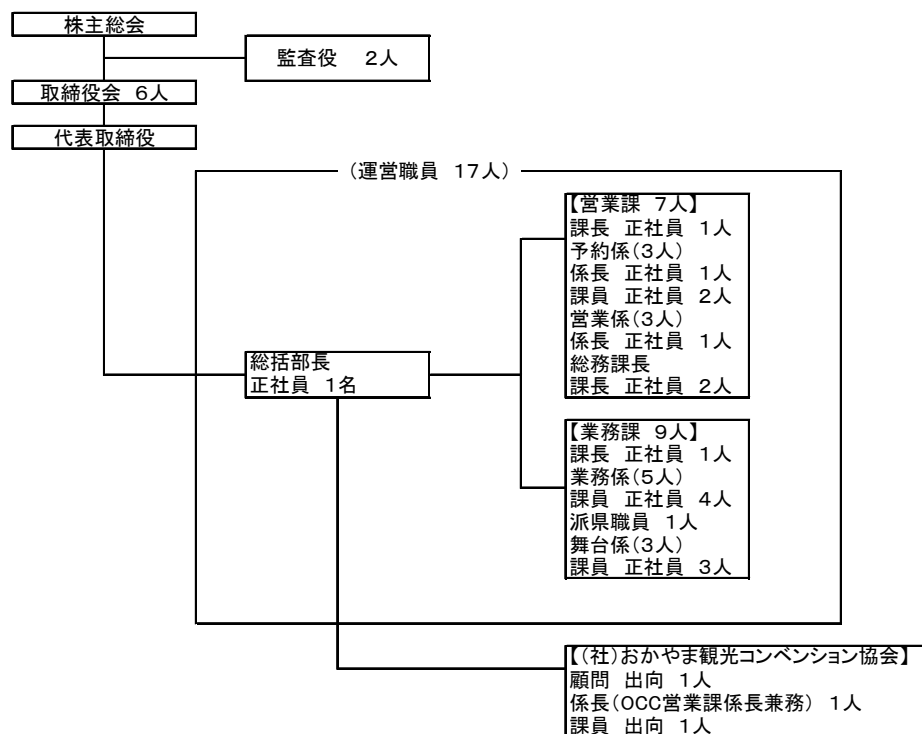 株主総会
監査役　2人
取締役会 6人
代表取締役
(運営職員 17人)
【営業課 7人】
課長 正社員 1人
予約係(3人)
係長 正社員 1人
課員 正社員 2人
営業係(3人)
係長 正社員 1人
総務課長
課長 正社員 2人
総括部長
正社員 1名
【業務課 9人】
課長 正社員 1人
業務係(5人)
課員 正社員 4人
派県職員 1人
舞台係(3人)
課員 正社員 3人
【(社)おかやま観光コンベンション協会】
顧問 出向 1人
係長(OCC営業課係長兼務) 1人
課員 出向 1人